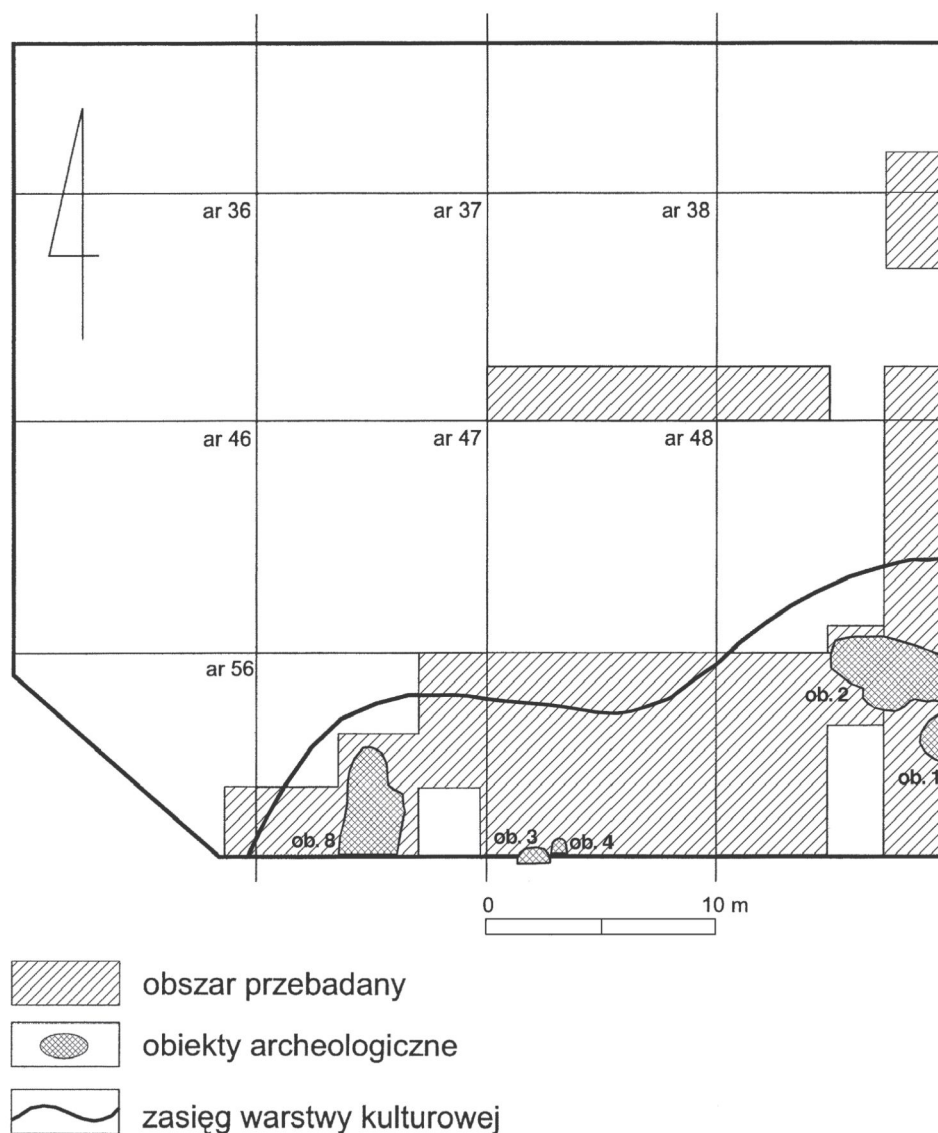 ar 36
ar 37
ar 38
ar 46
ar 47
ar 48
ar 56
ob. 2
ob. 1
ob. 8
ob. 3
ob. 4
0
10 m
obszar przebadany
obiekty archeologiczne
zasięg warstwy kulturowej